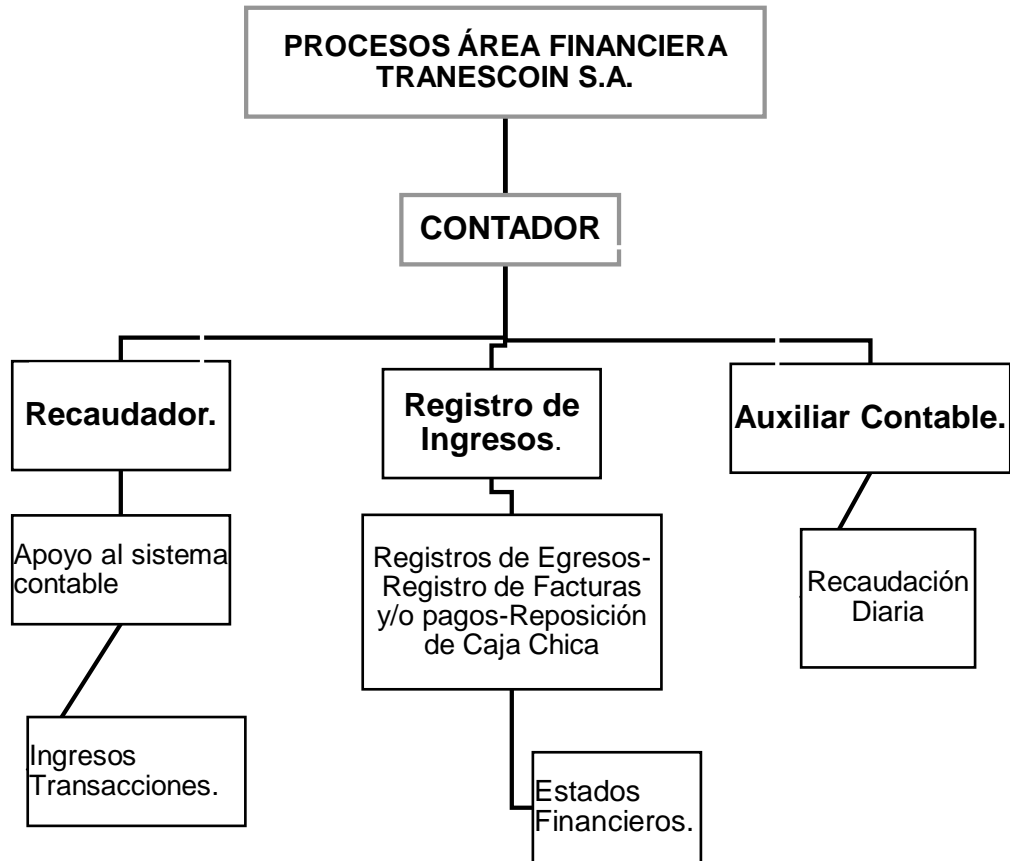 PROCESOS ÁREA FINANCIERA
TRANESCOIN S.A.
CONTADOR
Recaudador.
Registro de
Ingresos.
Auxiliar Contable.
Apoyo al sistema
contable
Registros de Egresos-
Registro de Facturas
y/o pagos-Reposición
de Caja Chica
Recaudación
Diaria
Ingresos
Transacciones.
Estados
Financieros.